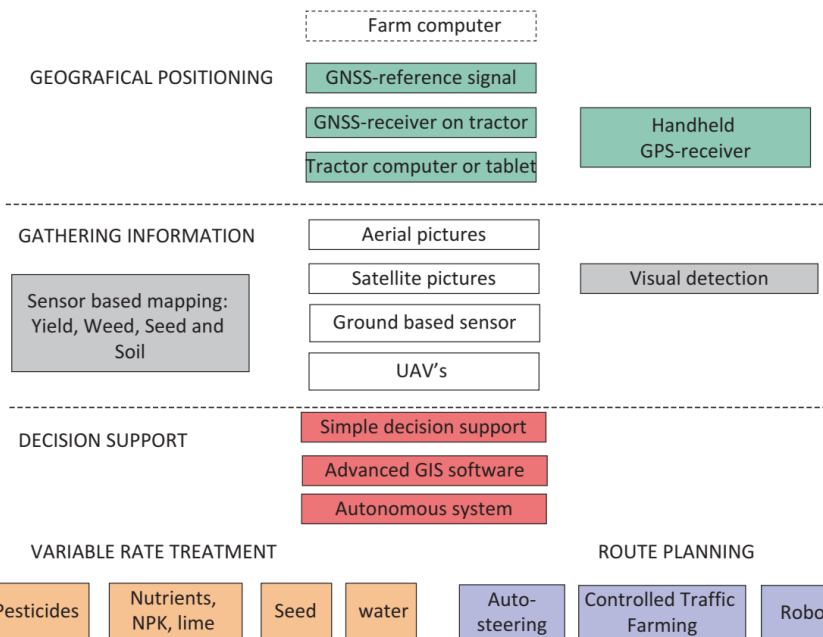 Farm computer
GEOGRAFICAL POSITIONING
GNSS-reference signal
GNSS-receiver on tractor
Handheld
GPS-receiver
Tractor computer or tablet
GATHERING INFORMATION
Aerial pictures
Satellite pictures
Visual detection
Sensor based mapping:
Yield, Weed, Seed and
Soil
Ground based sensor
UAV's
DECISION SUPPORT
Simple decision support
Advanced GIS software
Autonomous system
VARIABLE RATE TREATMENT
ROUTE PLANNING
Pesticides
Nutrients,
NPK, lime
Seed
water
Auto-
steering
Controlled Traffic
Farming
Robo